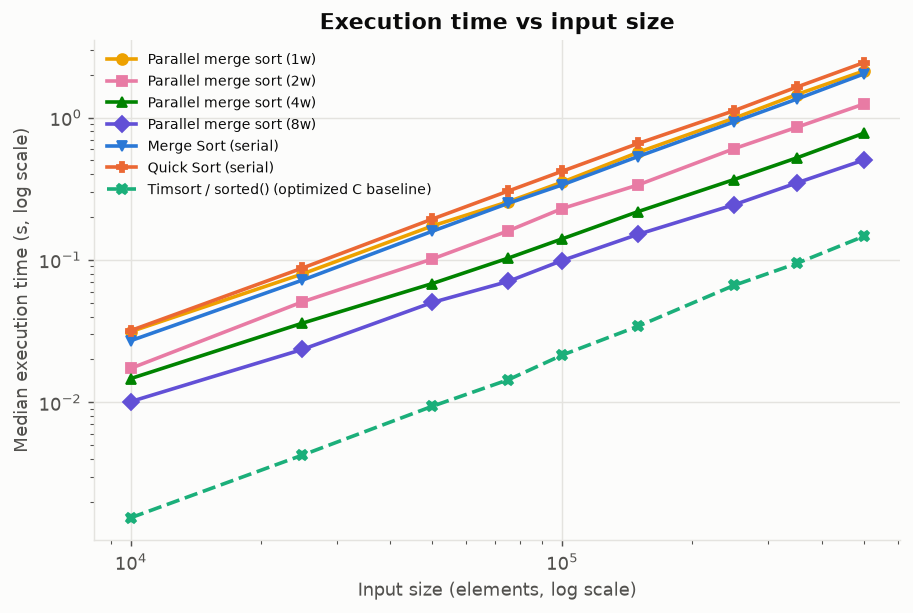 Execution time vs input size
Parallel merge sort (1w)
Parallel merge sort (2w)
Parallel merge sort (4w)
Parallel merge sort (8w)
Merge Sort (serial)
Quick Sort (serial)
Timsort / sorted() (optimized C baseline)
Median execution time (s, log scale)
10⁰
10⁻¹
10⁻²
10⁴ 10⁵
Input size (elements, log scale)